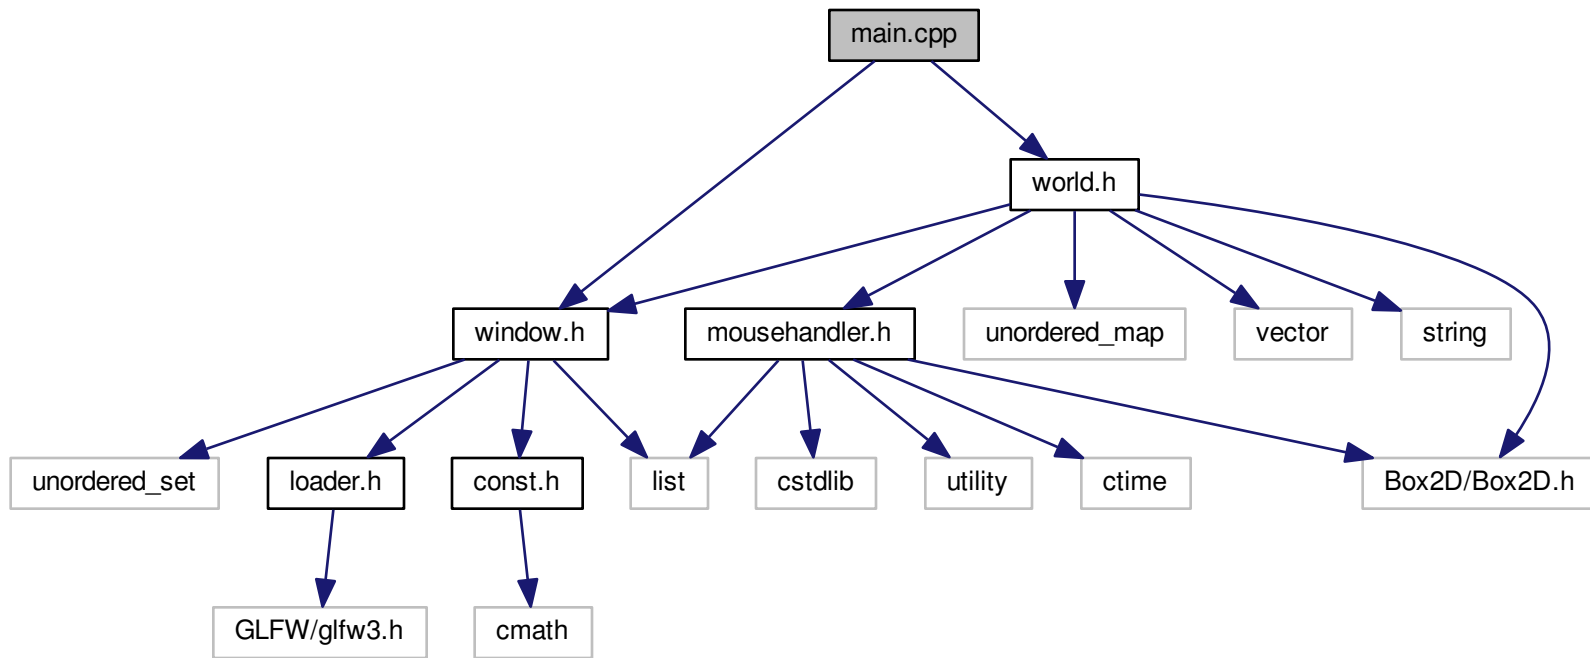 main.cpp
world.h
window.h
mousehandler.h
unordered_map
vector
string
unordered_set
loader.h
const.h
list
cstdlib
utility
ctime
Box2D/Box2D.h
GLFW/glfw3.h
cmath